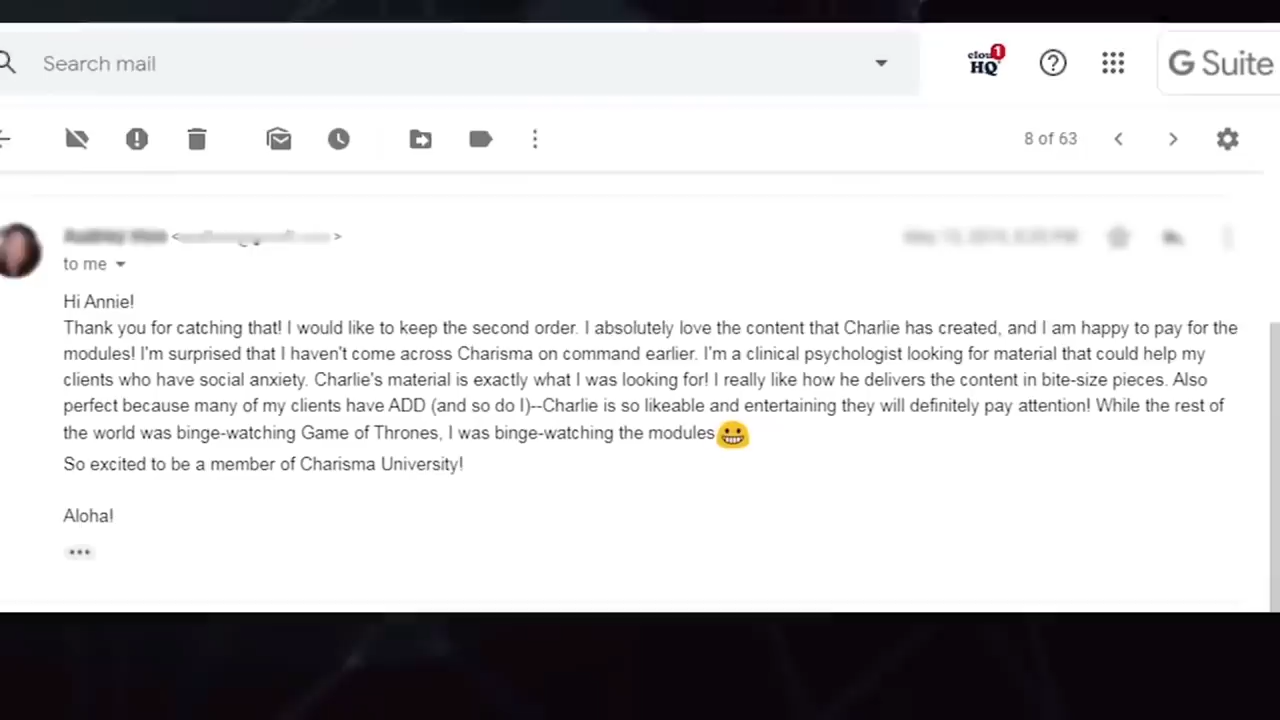 Search mail
clouHQ 1
G Suite
8 of 63
to me
Hi Annie!
Thank you for catching that! I would like to keep the second order. I absolutely love the content that Charlie has created, and I am happy to pay for the
modules! I'm surprised that I haven't come across Charisma on command earlier. I'm a clinical psychologist looking for material that could help my
clients who have social anxiety. Charlie's material is exactly what I was looking for! I really like how he delivers the content in bite-size pieces. Also
perfect because many of my clients have ADD (and so do I)--Charlie is so likeable and entertaining they will definitely pay attention! While the rest of
the world was binge-watching Game of Thrones, I was binge-watching the modules😀
So excited to be a member of Charisma University!
Aloha!